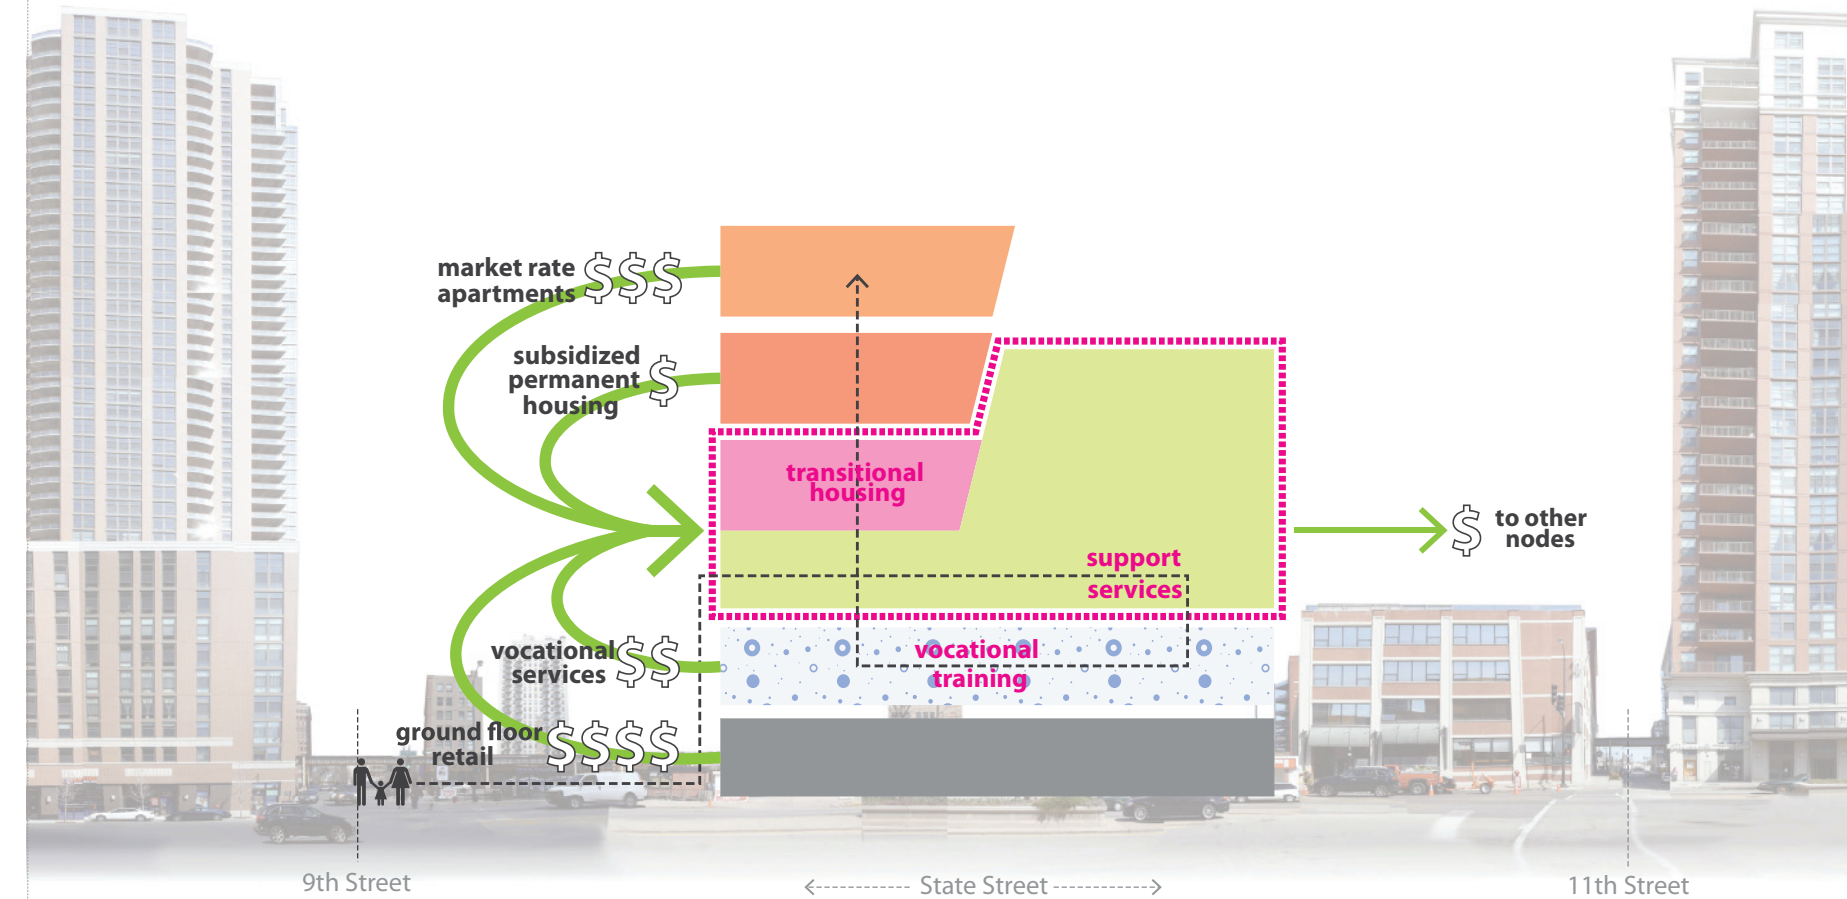 market rate $$$
apartments
subsidized
permanent $
housing
transitional
housing
support
services
$ to other
nodes
vocational $$
services
vocational
training
ground floor $$$$
retail
9th Street
State Street
11th Street